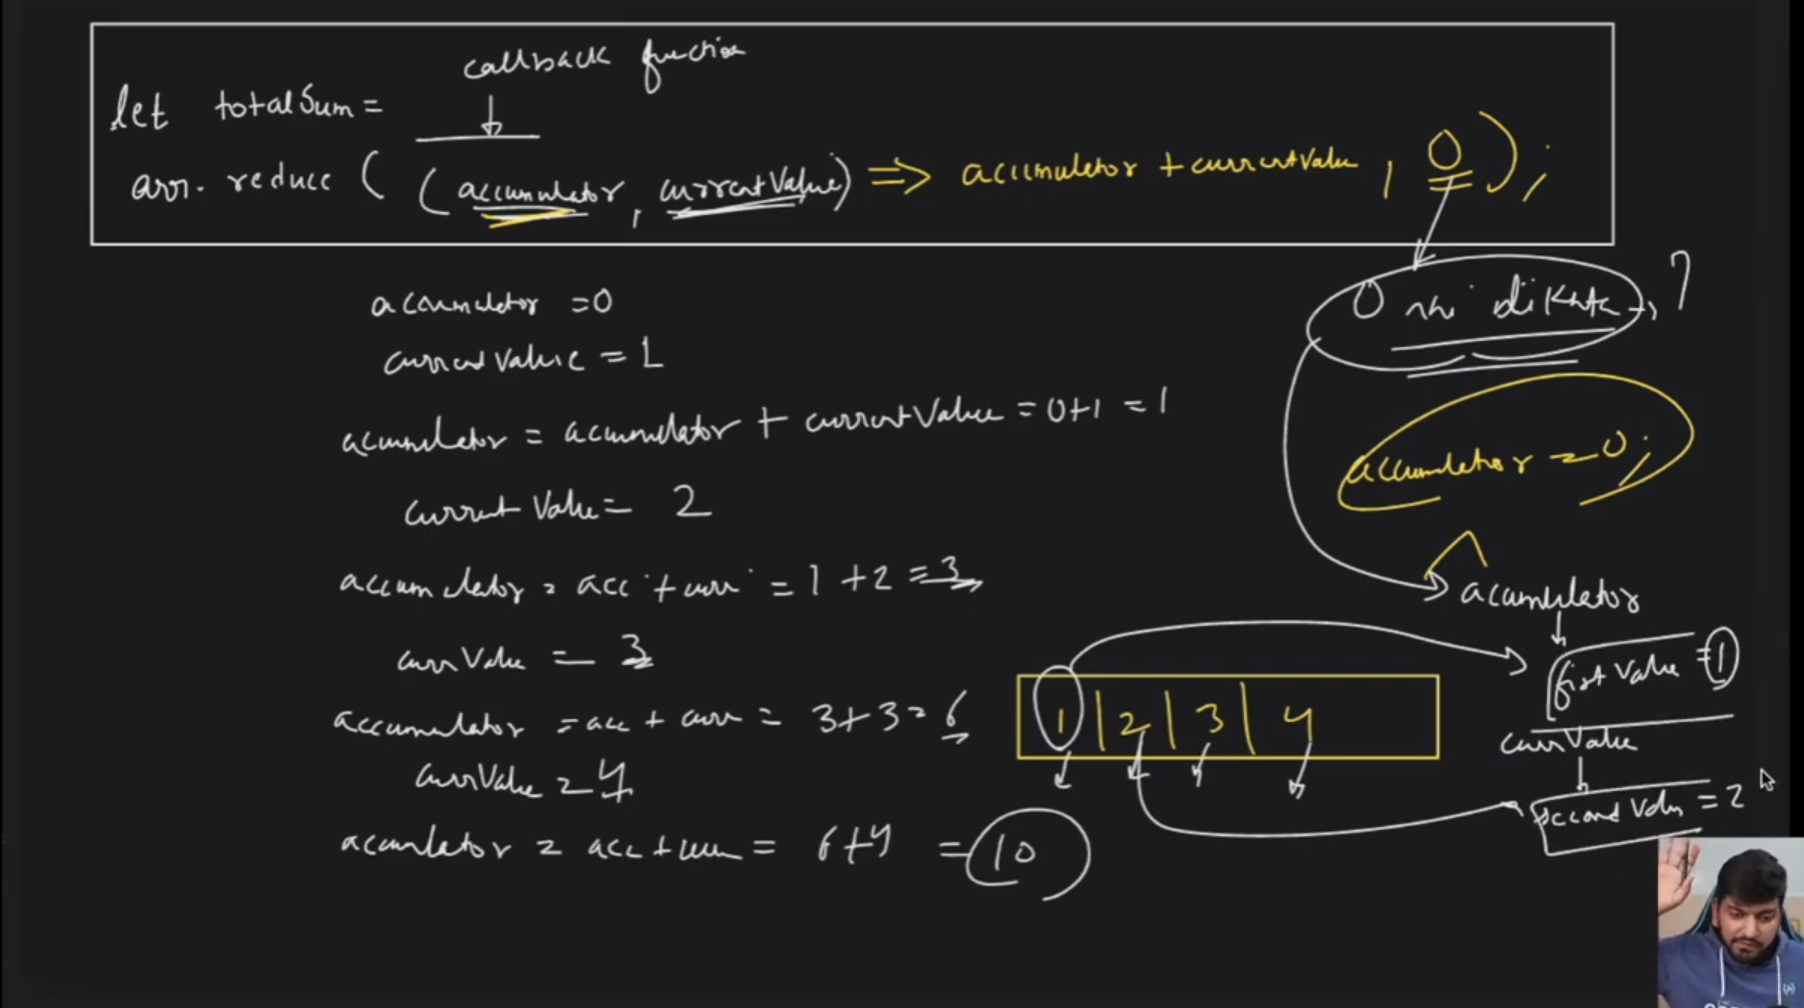 callback function
let totalSum =
arr. reduce ( (accumulator, currentValue) => accumulator + currentValue , 0 );
accumulator = 0
currentValue = 1
accumulator = accumulator + currentValue = 0+1 = 1
current Value = 2
accumulator = acc + curr = 1 + 2 = 3
currValue = 3
accumulator = acc + curr = 3+3 = 6
currValue = 4
accumulator = acc + curr = 6+4 = 10
0 nhi
accumulator = 0;
accumulator
first value = 1
currValue
second value = 2
1 | 2 | 3 | 4